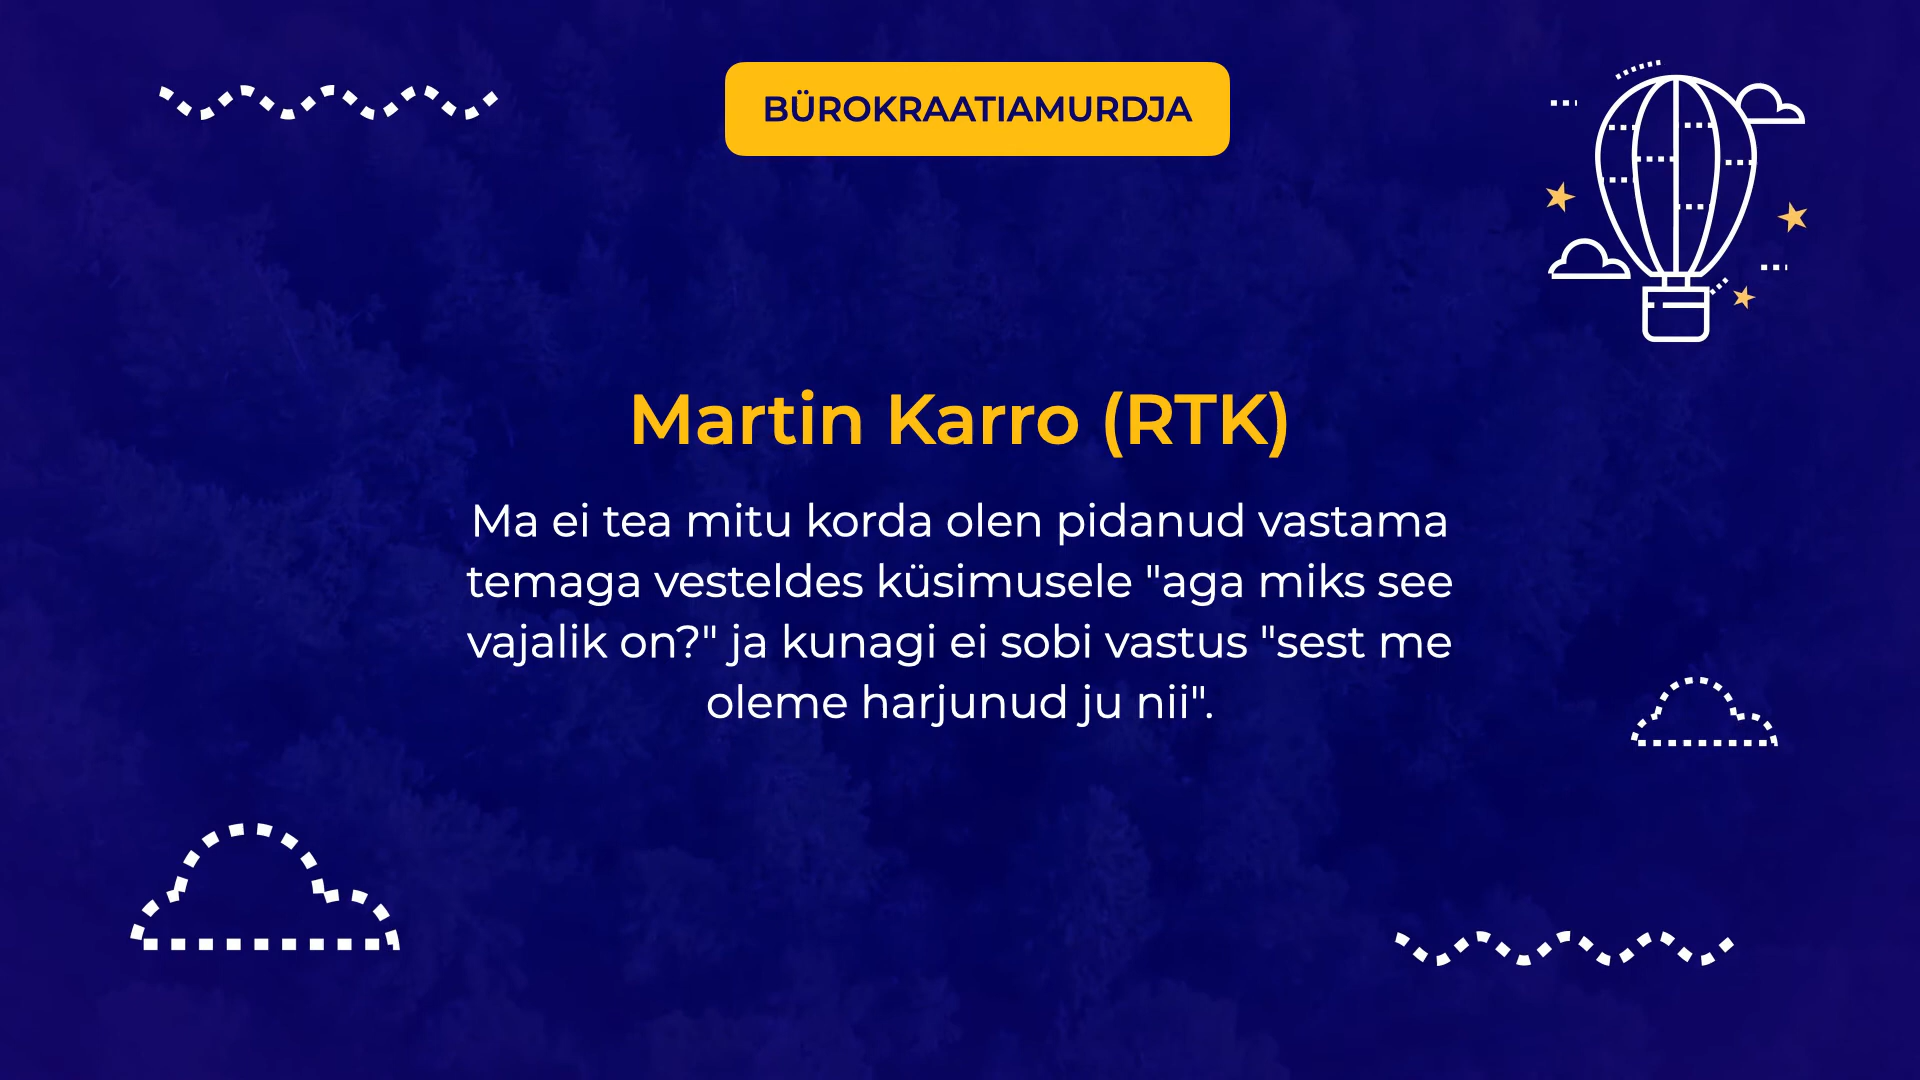 BÜROKRAATIAMURDJA
Martin Karro (RTK)
Ma ei tea mitu korda olen pidanud vastama
temaga vesteldes küsimusele "aga miks see
vajalik on?" ja kunagi ei sobi vastus "sest me
oleme harjunud ju nii".